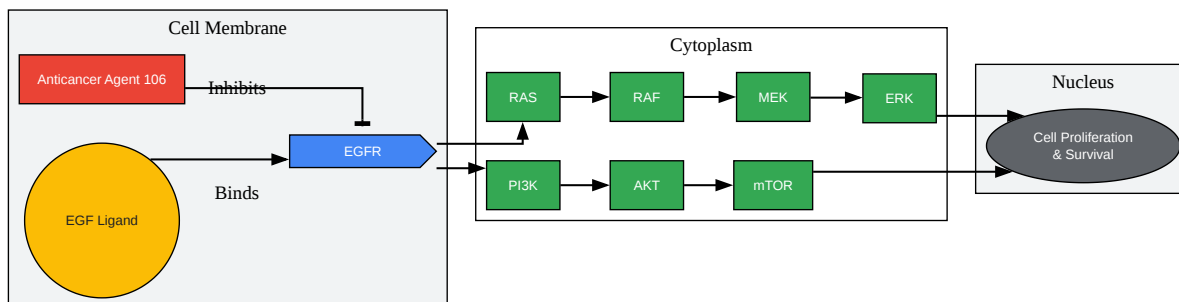 Cell Membrane
Anticancer Agent 106
Inhibits
EGFR
Binds
EGF Ligand
Cytoplasm
RAS
RAF
MEK
ERK
PI3K
AKT
mTOR
Nucleus
Cell Proliferation
& Survival